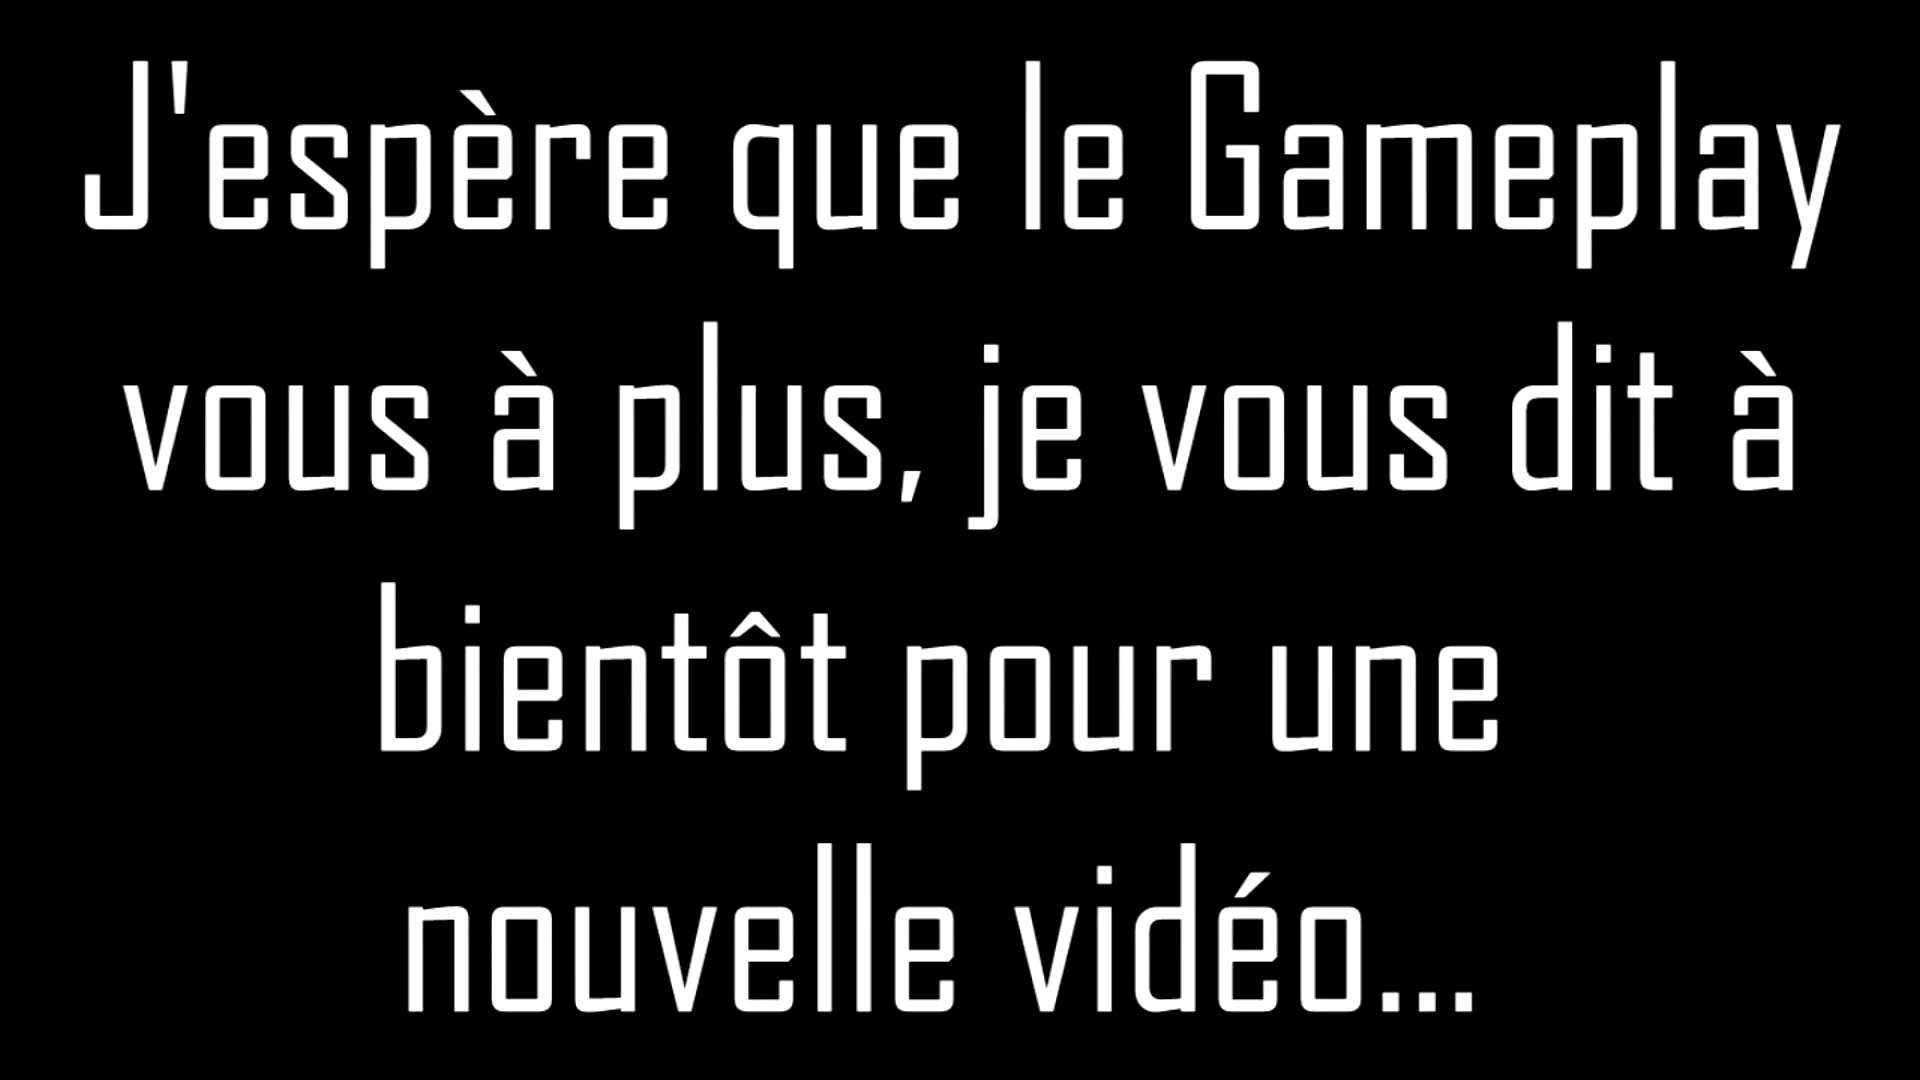 J'espère que le Gameplay
vous à plus, je vous dit à
bientôt pour une
nouvelle vidéo...